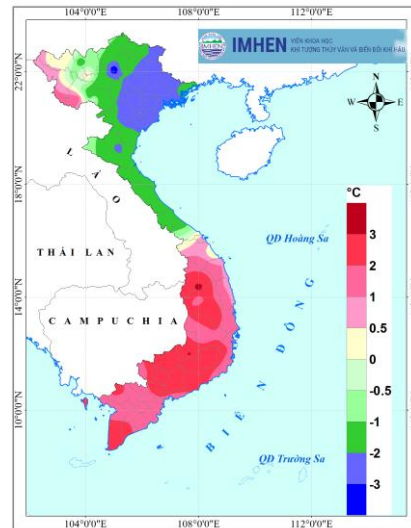 104°0'0"E 108°0'0"E 112°0'0"E
IMHEN
VIỆN KHOA HỌC
KHÍ TƯỢNG THỦY VĂN VÀ BIẾN ĐỔI KHÍ HẬU
22°0'0"N
N
W E
S
LÀO
18°0'0"N
°C
THÁI LAN
QĐ Hoàng Sa
3
2
14°0'0"N
1
CAMPUCHIA
0.5
0
-0.5
-1
BIỂN ĐÔNG
10°0'0"N
-2
QĐ Trường Sa
-3
104°0'0"E 108°0'0"E 112°0'0"E